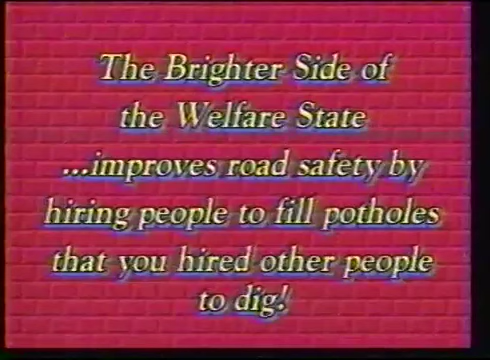 The Brighter Side of
the Welfare State
...improves road safety by
hiring people to fill potholes
that you hired other people
to dig!